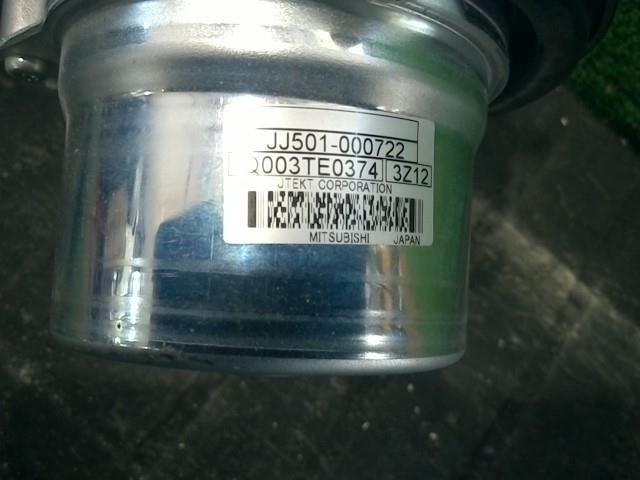 JJ501-000722
Q003TE0374 3Z12
JTEKT CORPORATION
MITSUBISHI JAPAN